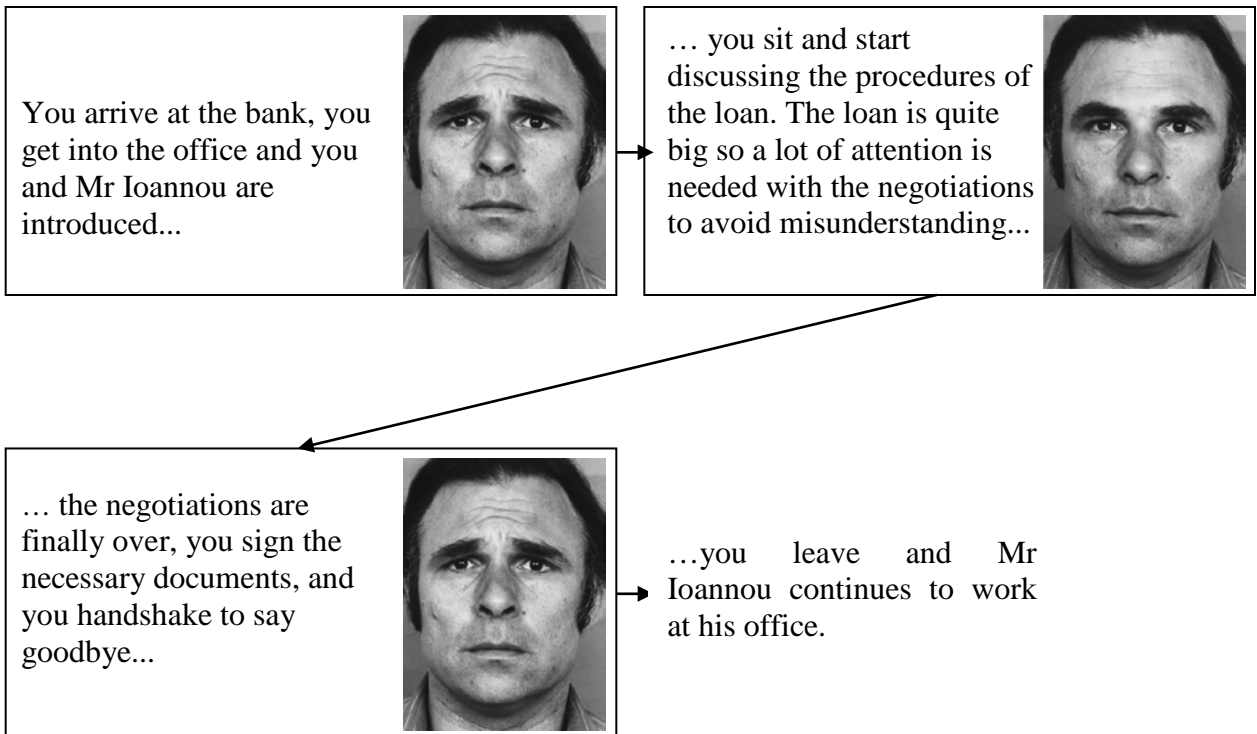 You arrive at the bank, you
get into the office and you
and Mr Ioannou are
introduced...
… you sit and start
discussing the procedures of
the loan. The loan is quite
big so a lot of attention is
needed with the negotiations
to avoid misunderstanding...
… the negotiations are
finally over, you sign the
necessary documents, and
you handshake to say
goodbye...
…you leave and Mr
Ioannou continues to work
at his office.